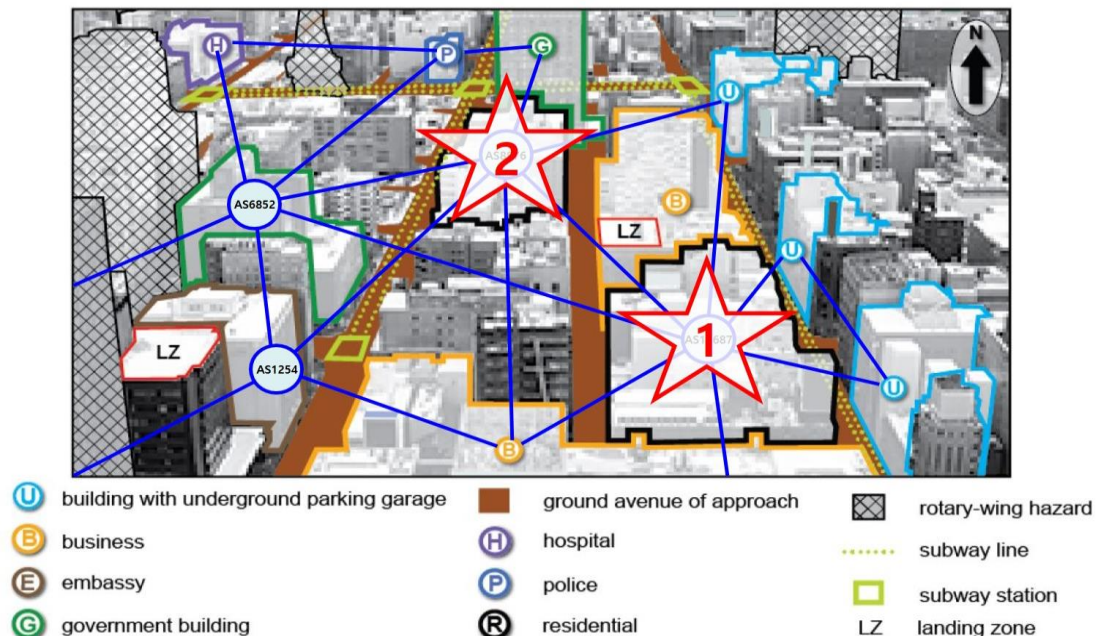 N
H
P
G
U
2
AS6852
B
LZ
U
1
LZ
AS1254
U
B
U building with underground parking garage
B business
E embassy
G government building
ground avenue of approach
H hospital
P police
R residential
rotary-wing hazard
subway line
subway station
LZ landing zone